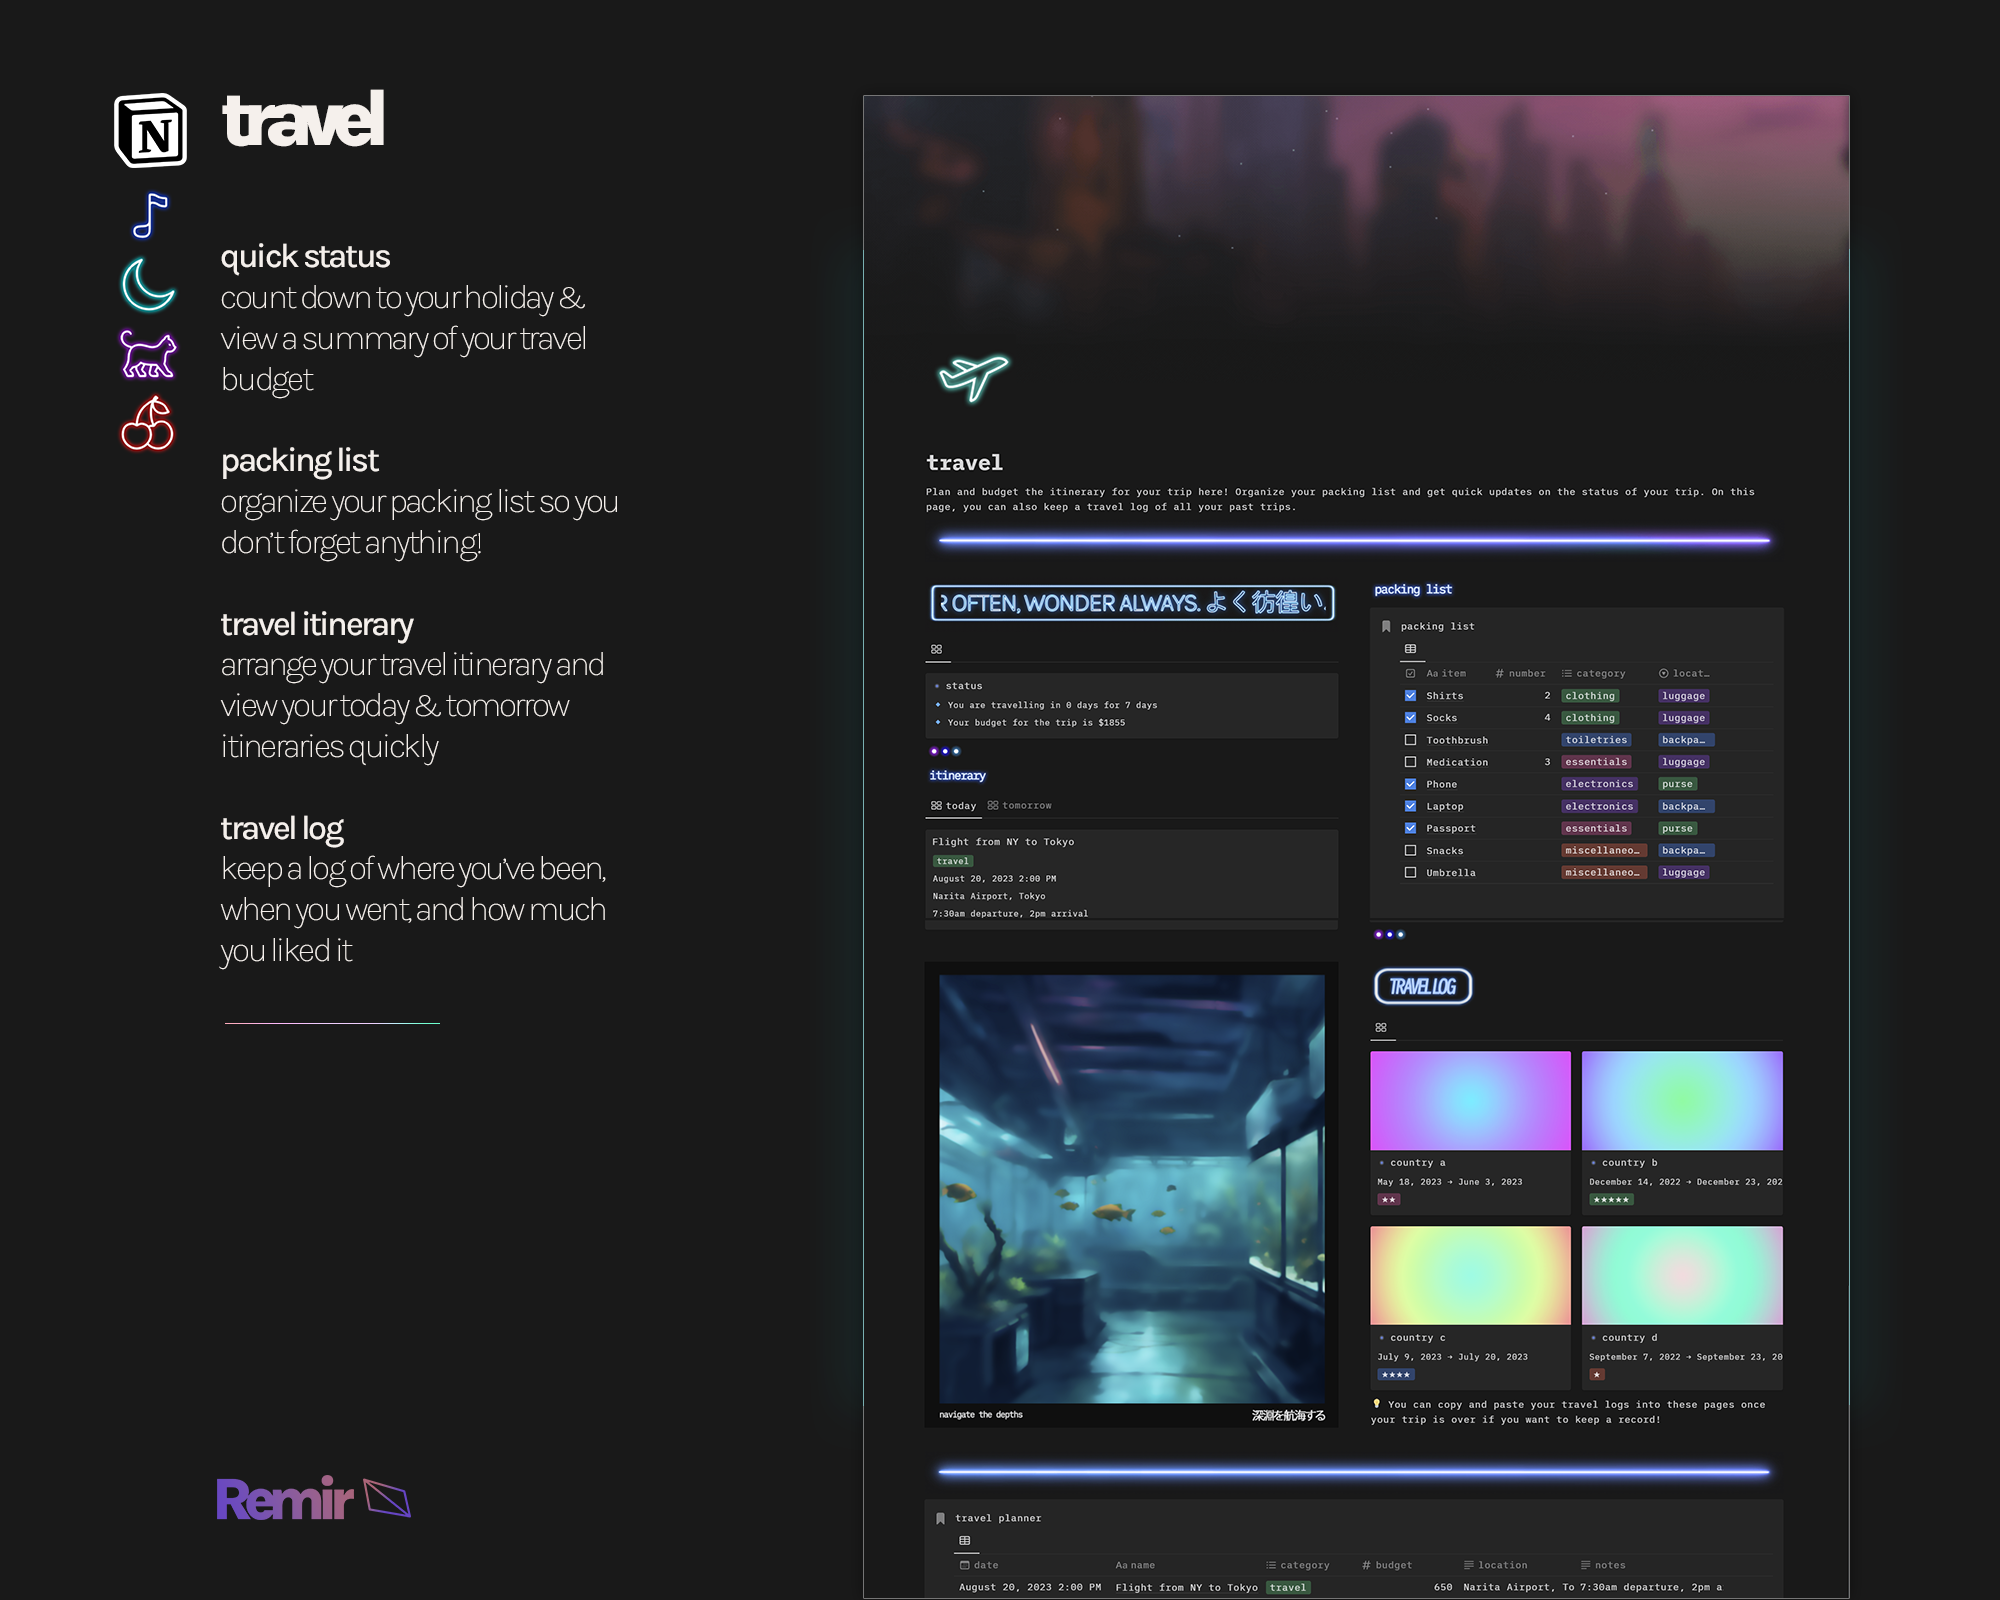 N
travel
quick status
count down to your holiday &
view a summary of your travel
budget
packing list
organize your packing list so you
don't forget anything!
travel itinerary
arrange your travel itinerary and
view your today & tomorrow
itineraries quickly
travel log
keep a log of where you've been,
when you went, and how much
you liked it
Remir
travel
Plan and budget the itinerary for your trip here! Organize your packing list and get quick updates on the status of your trip. On this
page, you can also keep a travel log of all your past trips.
OFTEN, WONDER ALWAYS. よく彷徨い
status
You are travelling in 0 days for 7 days
Your budget for the trip is $1855
itinerary
today tomorrow
Flight from NY to Tokyo
travel
August 20, 2023 2:00 PM
Narita Airport, Tokyo
7:30am departure, 2pm arrival
navigate the depths 深淵を航海する
packing list
packing list
Aa item # number category locat…
Shirts 2 clothing luggage
Socks 4 clothing luggage
Toothbrush toiletries backpa…
Medication 3 essentials luggage
Phone electronics purse
Laptop electronics backpa…
Passport essentials purse
Snacks miscellaneo… backpa…
Umbrella miscellaneo… luggage
TRAVEL LOG
country a
May 18, 2023 → June 3, 2023
★★
country b
December 14, 2022 → December 23, 202
★★★★★
country c
July 9, 2023 → July 20, 2023
★★★★
country d
September 7, 2022 → September 23, 20
★
You can copy and paste your travel logs into these pages once
your trip is over if you want to keep a record!
travel planner
date Aa name category # budget location notes
August 20, 2023 2:00 PM Flight from NY to Tokyo travel 650 Narita Airport, To 7:30am departure, 2pm a